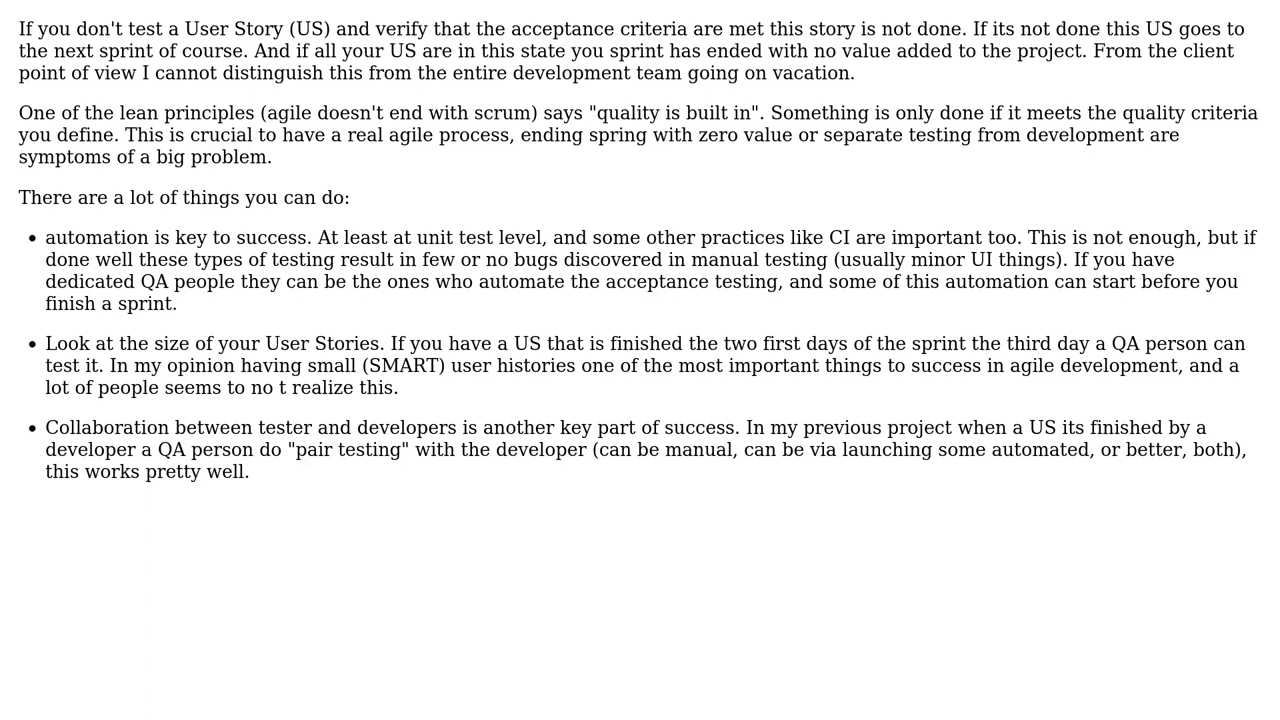 If you don't test a User Story (US) and verify that the acceptance criteria are met this story is not done. If its not done this US goes to
the next sprint of course. And if all your US are in this state you sprint has ended with no value added to the project. From the client
point of view I cannot distinguish this from the entire development team going on vacation.
One of the lean principles (agile doesn't end with scrum) says "quality is built in". Something is only done if it meets the quality criteria
you define. This is crucial to have a real agile process, ending spring with zero value or separate testing from development are
symptoms of a big problem.
There are a lot of things you can do:
• automation is key to success. At least at unit test level, and some other practices like CI are important too. This is not enough, but if
done well these types of testing result in few or no bugs discovered in manual testing (usually minor UI things). If you have
dedicated QA people they can be the ones who automate the acceptance testing, and some of this automation can start before you
finish a sprint.
• Look at the size of your User Stories. If you have a US that is finished the two first days of the sprint the third day a QA person can
test it. In my opinion having small (SMART) user histories one of the most important things to success in agile development, and a
lot of people seems to no t realize this.
• Collaboration between tester and developers is another key part of success. In my previous project when a US its finished by a
developer a QA person do "pair testing" with the developer (can be manual, can be via launching some automated, or better, both),
this works pretty well.